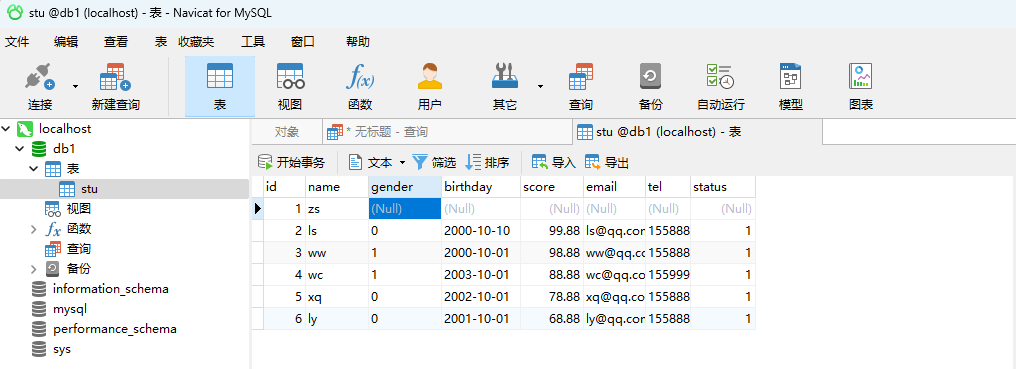 stu @db1 (localhost) - 表 - Navicat for MySQL
文件 编辑 查看 表 收藏夹 工具 窗口 帮助
连接 新建查询 表 视图 函数 用户 其它 查询 备份 自动运行 模型 图表
localhost
db1
表
stu
视图
函数
查询
备份
information_schema
mysql
performance_schema
sys
对象 * 无标题 - 查询 stu @db1 (localhost) - 表
开始事务 文本 筛选 排序 导入 导出
id name gender birthday score email tel status
1 zs (Null) (Null) (Null) (Null) (Null) (Null)
2 ls 0 2000-10-10 99.88 ls@qq.con 155888 1
3 ww 1 2000-10-01 98.88 ww@qq.cc 155888 1
4 wc 1 2003-10-01 88.88 wc@qq.cor 155999 1
5 xq 0 2002-10-01 78.88 xq@qq.cor 155888 1
6 ly 0 2001-10-01 68.88 ly@qq.con 155888 1